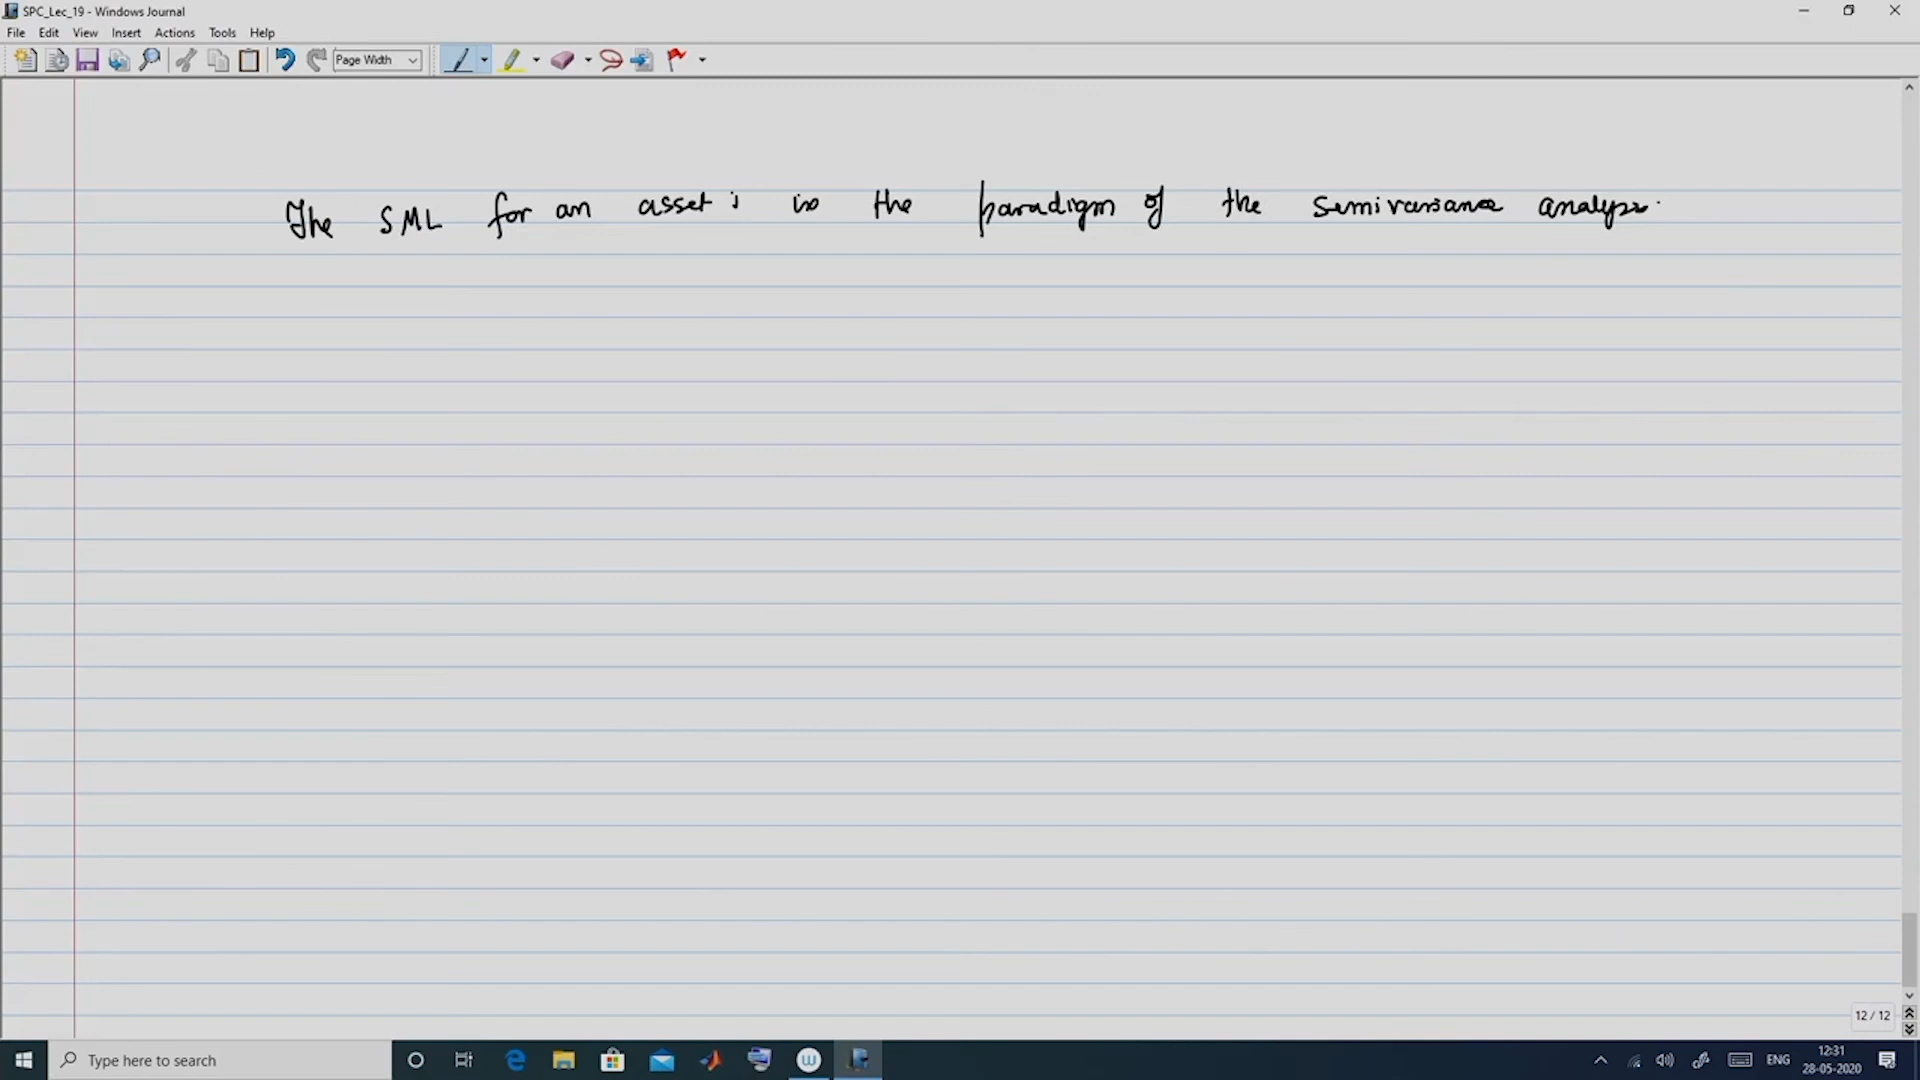 SPC_Lec_19 - Windows Journal
File Edit View Insert Actions Tools Help
Page Width
The SML for an asset i is the paradigm of the semivariance analysis.
12 / 12
Type here to search
ENG
12:31
28-05-2020